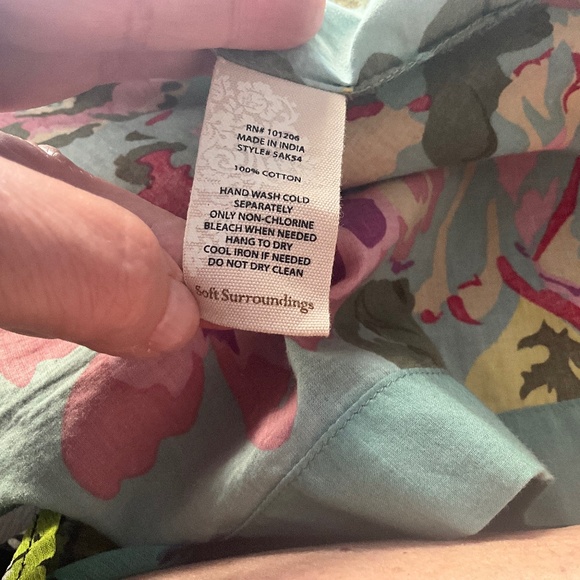 RN# 101206
MADE IN INDIA
STYLE# 5AK54
100% COTTON
HAND WASH COLD
SEPARATELY
ONLY NON-CHLORINE
BLEACH WHEN NEEDED
HANG TO DRY
COOL IRON IF NEEDED
DO NOT DRY CLEAN
Soft Surroundings